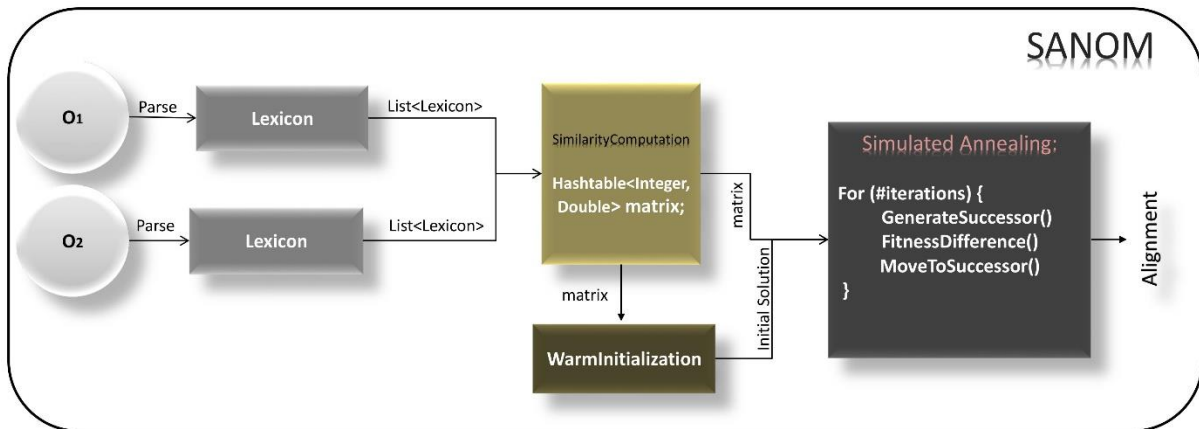 SANOM
O1
Parse
Lexicon
List<Lexicon>
O2
Parse
Lexicon
List<Lexicon>
SimilarityComputation
Hashtable<Integer,
Double> matrix;
matrix
matrix
WarmInitialization
Initial Solution
Simulated Annealing:
For (#iterations) {
GenerateSuccessor()
FitnessDifference()
MoveToSuccessor()
}
Alignment